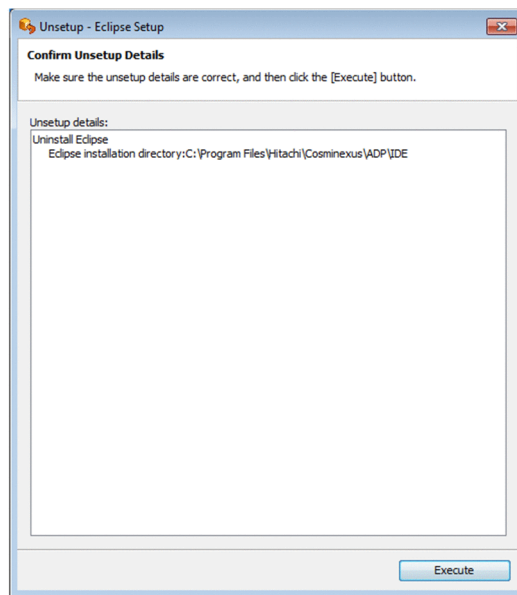 Unsetup - Eclipse Setup
Confirm Unsetup Details
Make sure the unsetup details are correct, and then click the [Execute] button.
Unsetup details:
Uninstall Eclipse
Eclipse installation directory:C:\Program Files\Hitachi\Cosminexus\ADP\IDE
Execute